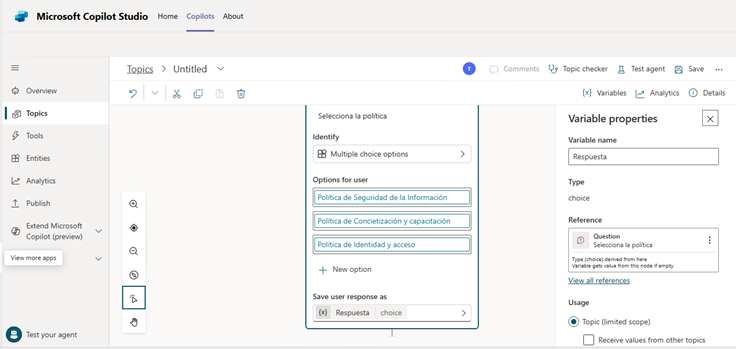 Microsoft Copilot Studio Home Copilots About
Topics > Untitled
T Comments Topic checker Test agent Save ...
Variables Analytics Details
Overview
Topics
Tools
Entities
Analytics
Publish
Extend Microsoft
Copilot (preview)
View more apps
Test your agent
Selecciona la política
Identify
Multiple choice options
Options for user
Política de Seguridad de la Información
Política de Concietización y capacitación
Política de Identidad y acceso
New option
Save user response as
{x} Respuesta choice
Variable properties
Variable name
Respuesta
Type
choice
Reference
Question
Selecciona la política
Type (choice) derived from here
Variable gets value from this node if empty
View all references
Usage
Topic (limited scope)
Receive values from other topics